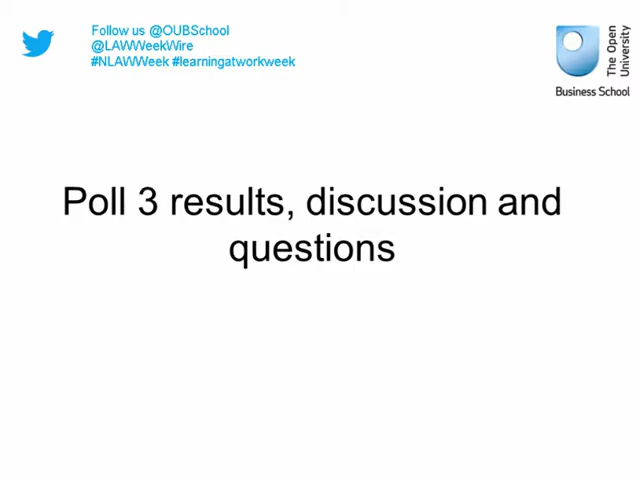 Follow us @OUBSchool
@LAWWeekWire
#NLAWWeek #learningatworkweek
The Open
University
Business School
Poll 3 results, discussion and
questions